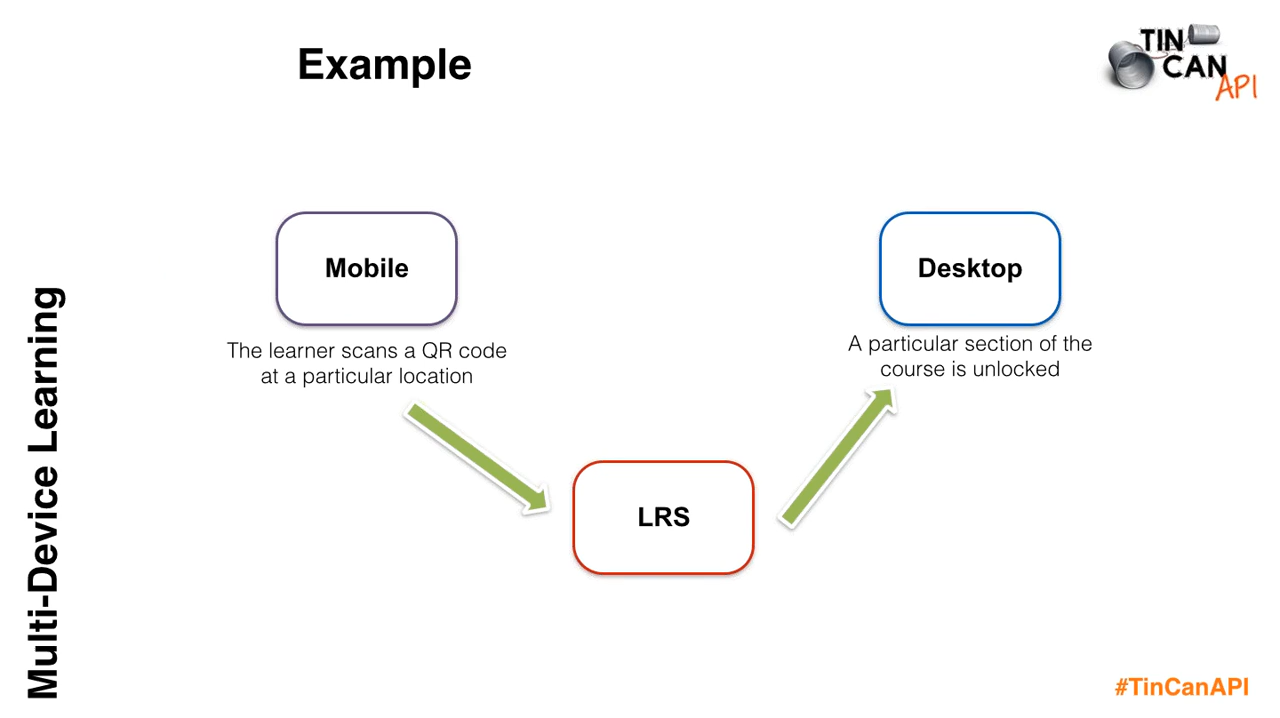 Example
TIN
CAN
API
Mobile
The learner scans a QR code
at a particular location
Desktop
A particular section of the
course is unlocked
LRS
Multi-Device Learning
#TinCanAPI